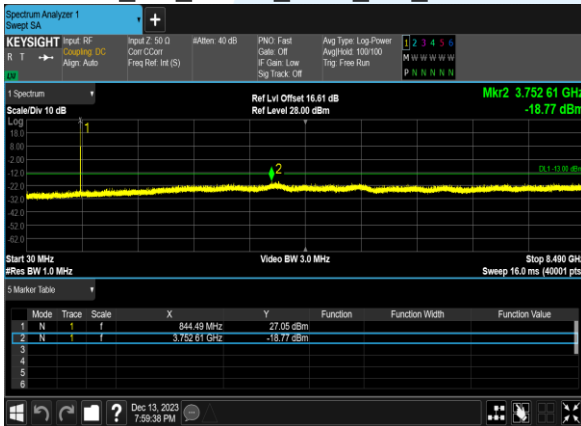 Spectrum Analyzer 1
Swept SA
+
KEYSIGHT Input: RF Input Z: 50 Ω #Atten: 40 dB PNO: Fast Avg Type: Log-Power 1 2 3 4 5 6
R T Coupling: DC Corr CCorr Gate: Off Avg|Hold: 100/100 M W W W W W
Align: Auto Freq Ref: Int (S) IF Gain: Low Trig: Free Run
Sig Track: Off P N N N N N
1 Spectrum Ref Lvl Offset 16.61 dB Mkr2 3.752 61 GHz
Scale/Div 10 dB Ref Level 28.00 dBm -18.77 dBm
Log
18.0
8.00
-2.00
-12.0
-22.0
-32.0
-42.0
-52.0
-62.0
1
2
DL1 -13.00 dBm
Start 30 MHz Video BW 3.0 MHz Stop 8.490 GHz
#Res BW 1.0 MHz Sweep 16.0 ms (40001 pts)
5 Marker Table
Mode Trace Scale X Y Function Function Width Function Value
1 N 1 f 844.49 MHz 27.05 dBm
2 N 1 f 3.752 61 GHz -18.77 dBm
3
4
5
6
? Dec 13, 2023
7:59:38 PM